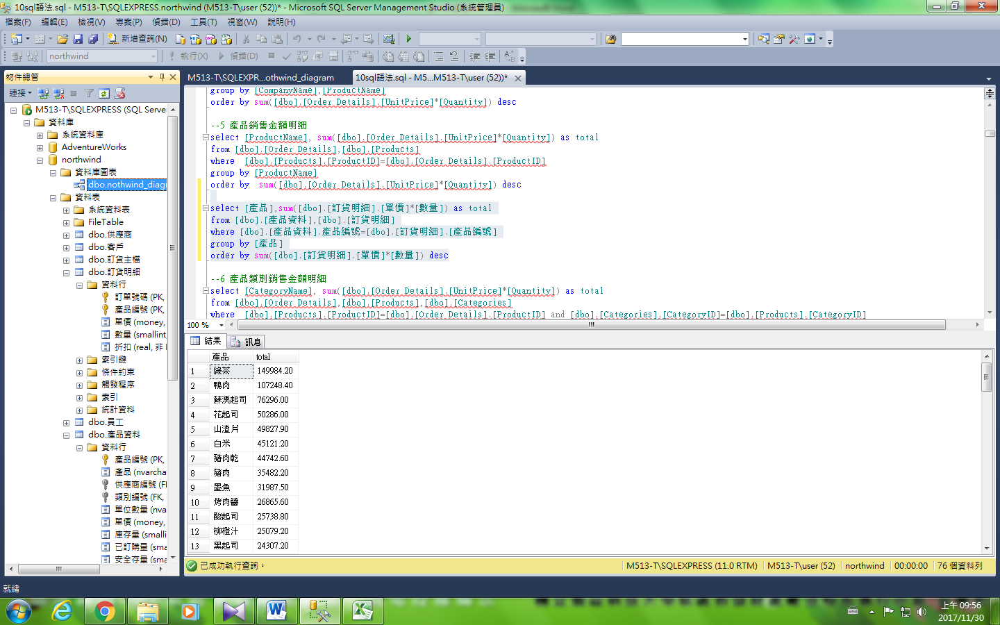 10sql語法.sql - M513-T\SQLEXPRESS.northwind (M513-T\user (52))* - Microsoft SQL Server Management Studio (系統管理員)
檔案(F) 編輯(E) 檢視(V) 專案(P) 偵錯(D) 工具(T) 視窗(W) 說明(H)
新增查詢(N)
northwind
執行(X) 偵錯(D)
物件總管
連接
M513-T\SQLEXPRESS (SQL Serve
資料庫
系統資料庫
AdventureWorks
northwind
資料庫圖表
dbo.nothwind_diagr
資料表
系統資料表
FileTable
dbo.供應商
dbo.客戶
dbo.訂貨主檔
dbo.訂貨明細
資料行
訂單號碼 (PK,
產品編號 (PK,
單價 (money,
數量 (smallint,
折扣 (real, 非
索引鍵
條件約束
觸發程序
索引
統計資料
dbo.員工
dbo.產品資料
資料行
產品編號 (PK,
產品 (nvarcha
供應商編號 (F
類別編號 (FK,
單位數量 (nva
單價 (money,
庫存量 (smalli
已訂購量 (sma
安全存量 (sma
M513-T\SQLEXPR...othwind_diagram
10sql語法.sql - M5...M513-T\user (52))*
group by [CompanyName],[ProductName]
order by sum([dbo].[Order Details].[UnitPrice]*[Quantity]) desc
--5 產品銷售金額明細
select [ProductName], sum([dbo].[Order Details].[UnitPrice]*[Quantity]) as total
from [dbo].[Order Details],[dbo].[Products]
where  [dbo].[Products].[ProductID]=[dbo].[Order Details].[ProductID]
group by [ProductName]
order by  sum([dbo].[Order Details].[UnitPrice]*[Quantity]) desc
select [產品],sum([dbo].[訂貨明細].[單價]*[數量]) as total
from [dbo].[產品資料],[dbo].[訂貨明細]
where [dbo].[產品資料].產品編號=[dbo].[訂貨明細].[產品編號]
group by [產品]
order by sum([dbo].[訂貨明細].[單價]*[數量]) desc
--6 產品類別銷售金額明細
select [CategoryName], sum([dbo].[Order Details].[UnitPrice]*[Quantity]) as total
from [dbo].[Order Details],[dbo].[Products],[dbo].[Categories]
where  [dbo].[Products].[ProductID]=[dbo].[Order Details].[ProductID] and [dbo].[Categories].[CategoryID]=[dbo].[Products].[CategoryID]
100 %
結果 訊息
產品 total
1 綠茶 149984.20
2 鴨肉 107248.40
3 蘇澳起司 76296.00
4 花起司 50286.00
5 山渣片 49827.90
6 白米 45121.20
7 豬肉乾 44742.60
8 豬肉 35482.20
9 墨魚 31987.50
10 烤肉醬 26865.60
11 酸起司 25738.80
12 柳橙汁 25079.20
13 黑起司 24307.20
已成功執行查詢。
M513-T\SQLEXPRESS (11.0 RTM) M513-T\user (52) northwind 00:00:00 76 個資料列
就緒
上午 09:56
2017/11/30